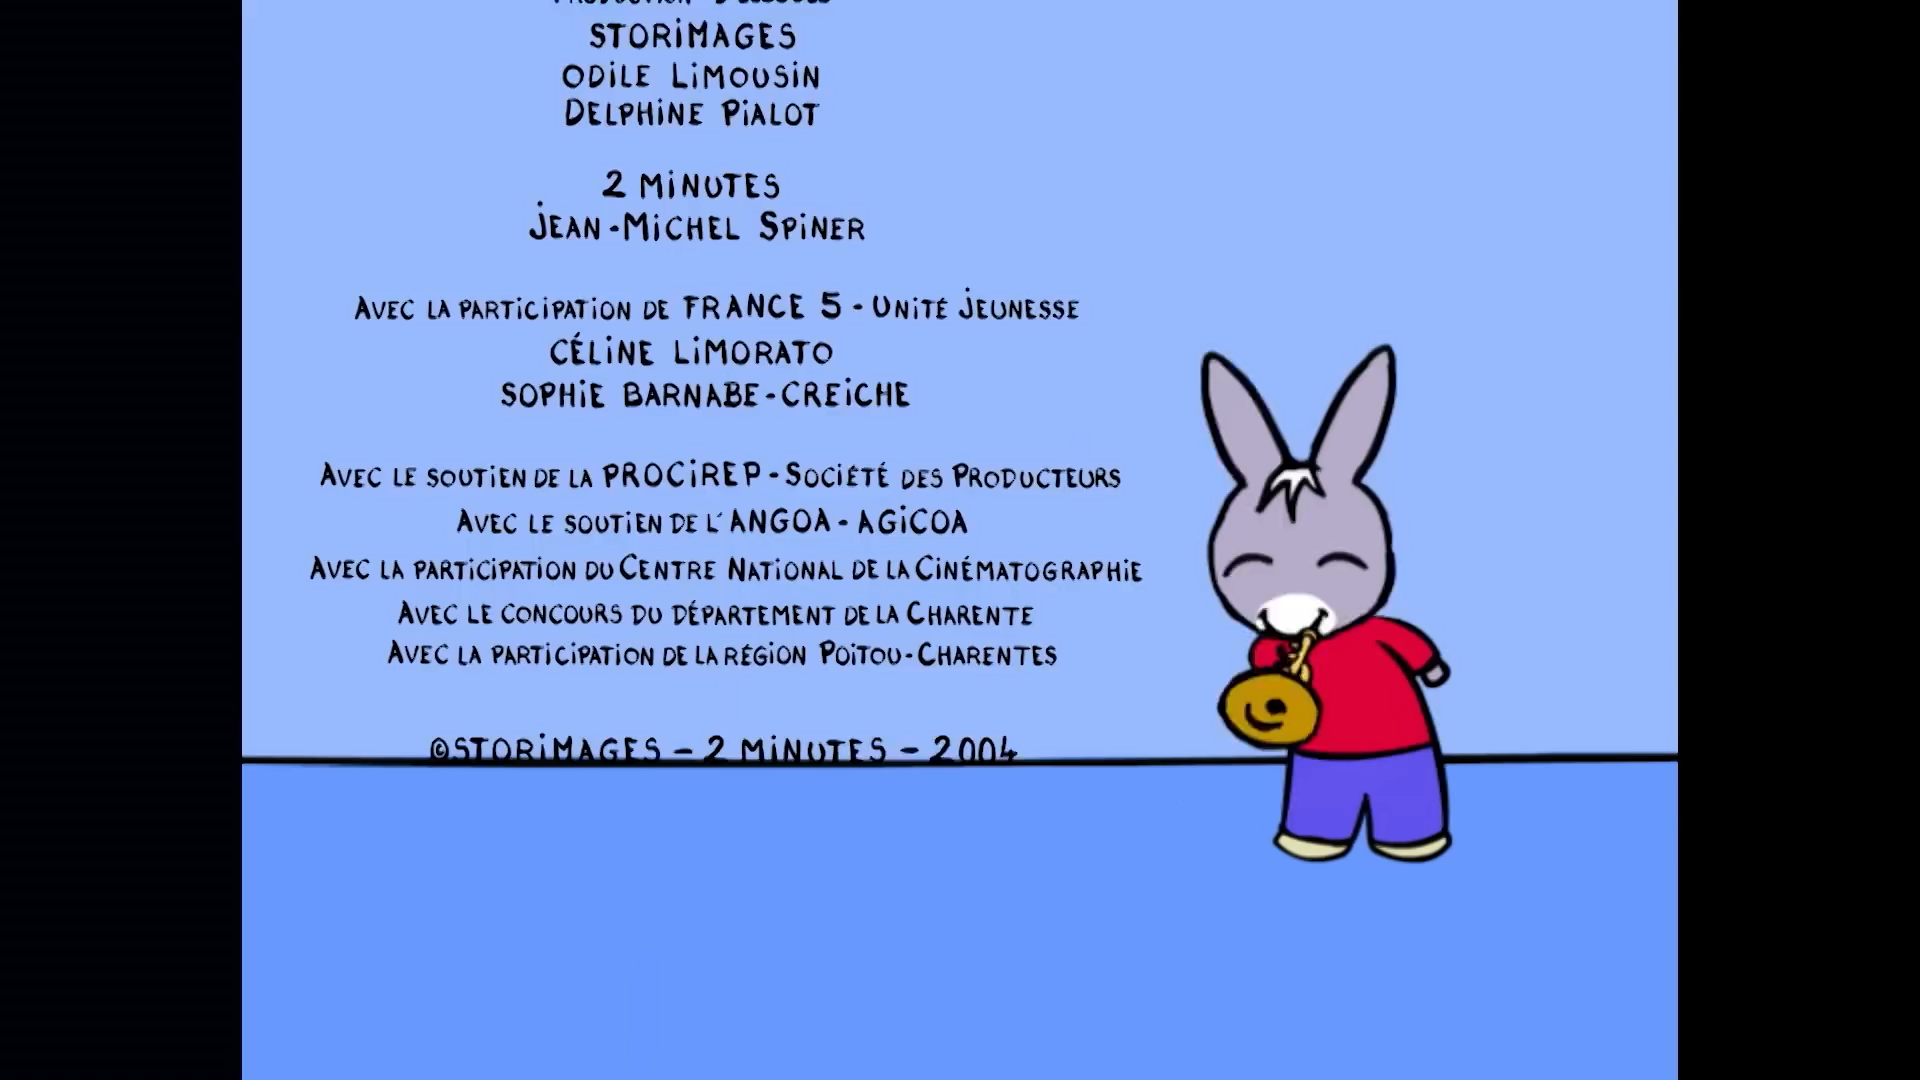 STORiMAGES
ODiLE LiMOUSiN
DELPHiNE PiALOT
2 MiNUTES
JEAN-MiCHEL SPiNER
AVEC LA PARTiCiPATiON DE FRANCE 5 - UNiTÉ JEUNESSE
CÉLiNE LiMORATO
SOPHiE BARNABE-CREiCHE
AVEC LE SOUTiEN DE LA PROCiREP - SOCiÉTÉ DES PRODUCTEURS
AVEC LE SOUTiEN DE L'ANGOA - AGiCOA
AVEC LA PARTiCiPATiON DU CENTRE NATiONAL DE LA CiNÉMATOGRAPHiE
AVEC LE CONCOURS DU DÉPARTEMENT DE LA CHARENTE
AVEC LA PARTiCiPATiON DE LA RÉGiON POiTOU-CHARENTES
©STORiMAGES – 2 MiNUTES – 2004